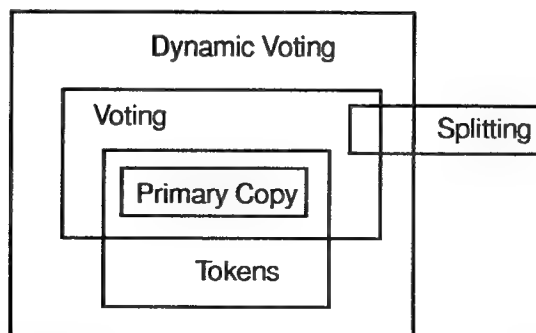 Dynamic Voting
Voting
Splitting
Primary Copy
Tokens